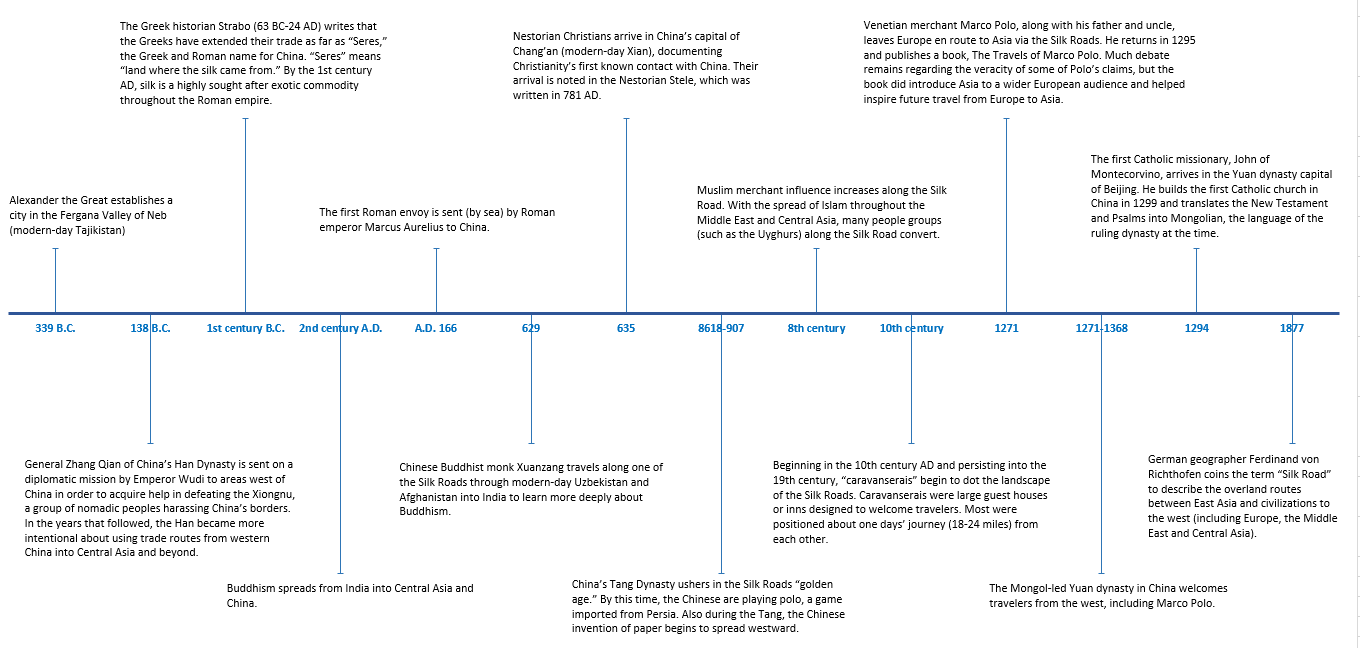 The Greek historian Strabo (63 BC-24 AD) writes that
the Greeks have extended their trade as far as “Seres,”
the Greek and Roman name for China. “Seres” means
“land where the silk came from.” By the 1st century
AD, silk is a highly sought after exotic commodity
throughout the Roman empire.
Nestorian Christians arrive in China’s capital of
Chang’an (modern-day Xian), documenting
Christianity’s first known contact with China. Their
arrival is noted in the Nestorian Stele, which was
written in 781 AD.
Venetian merchant Marco Polo, along with his father and uncle,
leaves Europe en route to Asia via the Silk Roads. He returns in 1295
and publishes a book, The Travels of Marco Polo. Much debate
remains regarding the veracity of some of Polo’s claims, but the
book did introduce Asia to a wider European audience and helped
inspire future travel from Europe to Asia.
Alexander the Great establishes a
city in the Fergana Valley of Neb
(modern-day Tajikistan)
The first Roman envoy is sent (by sea) by Roman
emperor Marcus Aurelius to China.
Muslim merchant influence increases along the Silk
Road. With the spread of Islam throughout the
Middle East and Central Asia, many people groups
(such as the Uyghurs) along the Silk Road convert.
The first Catholic missionary, John of
Montecorvino, arrives in the Yuan dynasty capital
of Beijing. He builds the first Catholic church in
China in 1299 and translates the New Testament
and Psalms into Mongolian, the language of the
ruling dynasty at the time.
339 B.C. 138 B.C. 1st century B.C. 2nd century A.D. A.D. 166 629 635 8618-907 8th century 10th century 1271 1271-1368 1294 1877
General Zhang Qian of China’s Han Dynasty is sent on a
diplomatic mission by Emperor Wudi to areas west of
China in order to acquire help in defeating the Xiongnu,
a group of nomadic peoples harassing China’s borders.
In the years that followed, the Han became more
intentional about using trade routes from western
China into Central Asia and beyond.
Chinese Buddhist monk Xuanzang travels along one of
the Silk Roads through modern-day Uzbekistan and
Afghanistan into India to learn more deeply about
Buddhism.
Beginning in the 10th century AD and persisting into the
19th century, “caravanserais” begin to dot the landscape
of the Silk Roads. Caravanserais were large guest houses
or inns designed to welcome travelers. Most were
positioned about one days’ journey (18-24 miles) from
each other.
German geographer Ferdinand von
Richthofen coins the term “Silk Road”
to describe the overland routes
between East Asia and civilizations to
the west (including Europe, the Middle
East and Central Asia).
Buddhism spreads from India into Central Asia and
China.
China’s Tang Dynasty ushers in the Silk Roads “golden
age.” By this time, the Chinese are playing polo, a game
imported from Persia. Also during the Tang, the Chinese
invention of paper begins to spread westward.
The Mongol-led Yuan dynasty in China welcomes
travelers from the west, including Marco Polo.